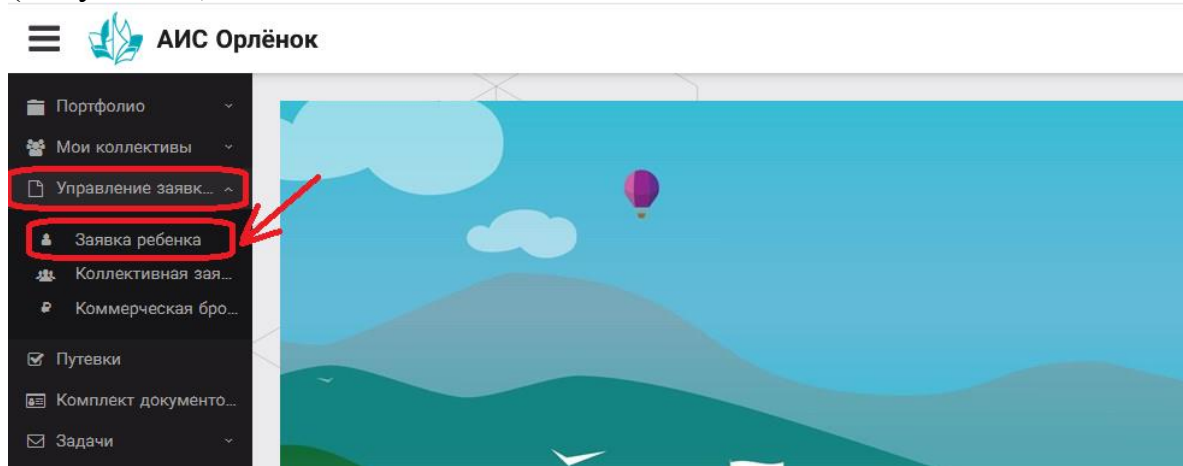 АИС Орлёнок
Портфолио
Мои коллективы
Управление заявк...
Заявка ребенка
Коллективная зая...
Коммерческая бро...
Путевки
Комплект документо...
Задачи